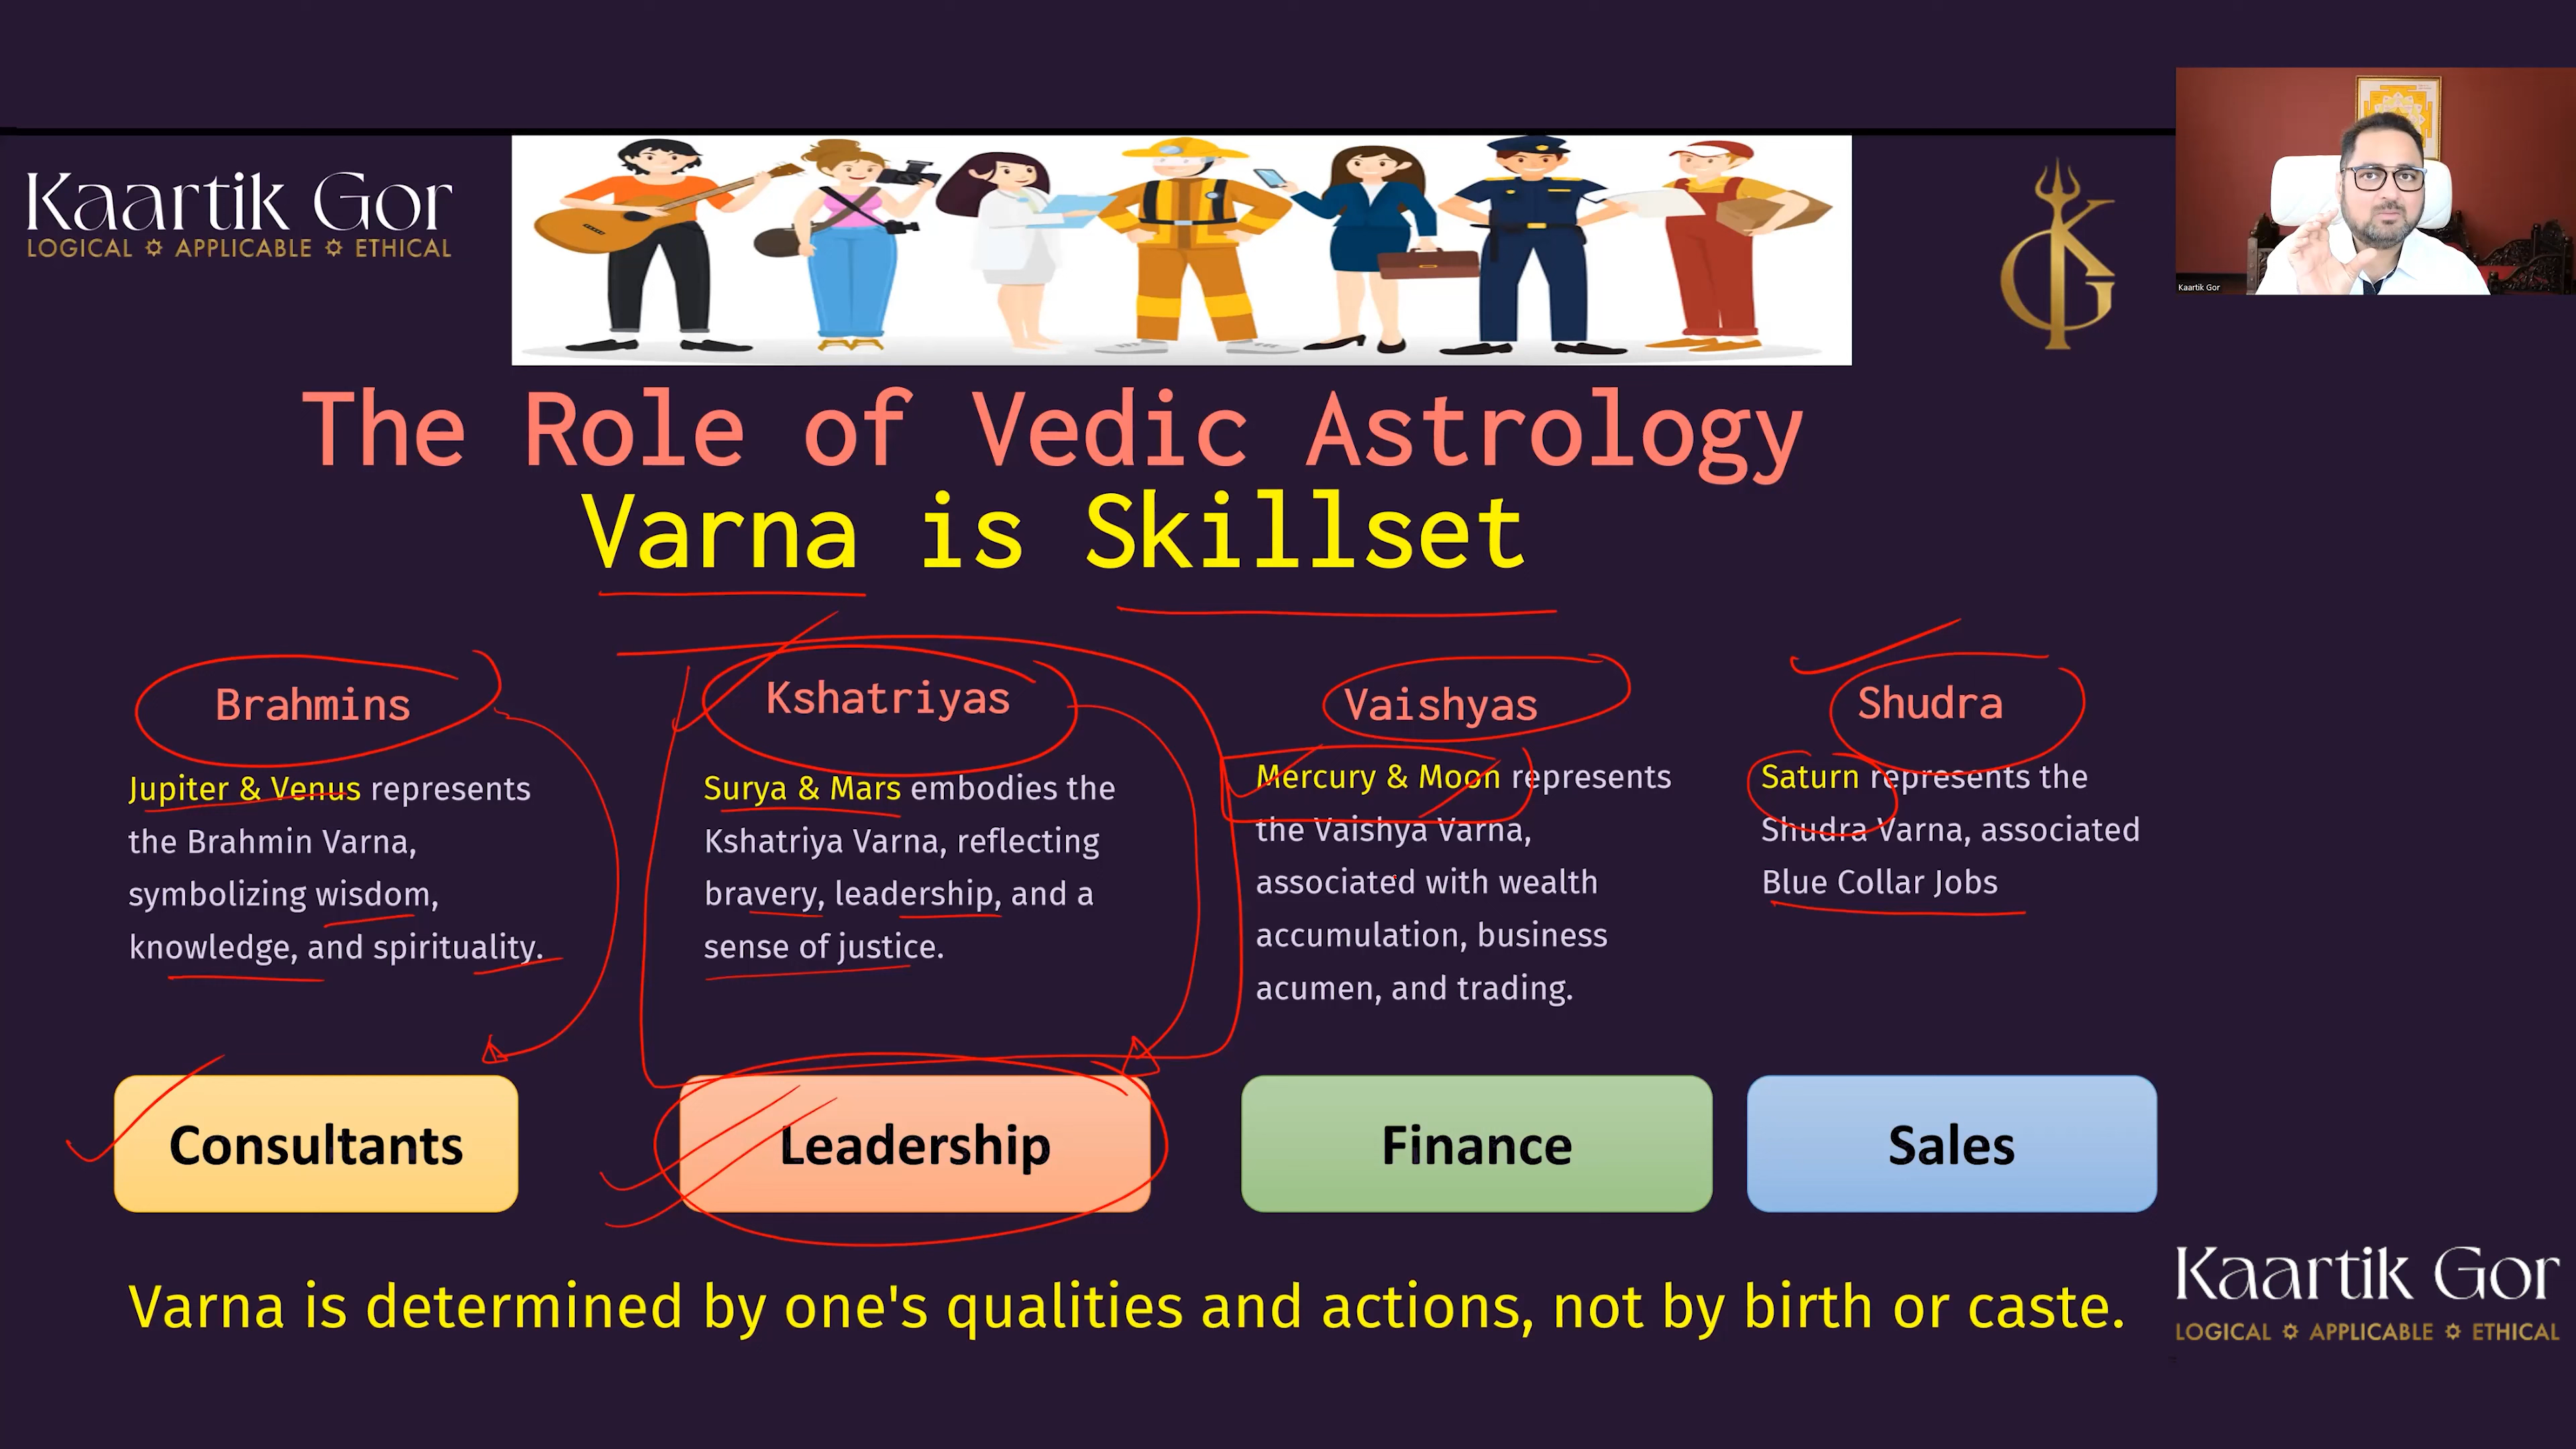 Kaartik Gor
LOGICAL ✡ APPLICABLE ✡ ETHICAL
Kaartik Gor
The Role of Vedic Astrology
Varna is Skillset
Brahmins
Jupiter & Venus represents
the Brahmin Varna,
symbolizing wisdom,
knowledge, and spirituality.
Kshatriyas
Surya & Mars embodies the
Kshatriya Varna, reflecting
bravery, leadership, and a
sense of justice.
Vaishyas
Mercury & Moon represents
the Vaishya Varna,
associated with wealth
accumulation, business
acumen, and trading.
Shudra
Saturn represents the
Shudra Varna, associated
Blue Collar Jobs
Consultants
Leadership
Finance
Sales
Varna is determined by one's qualities and actions, not by birth or caste.
Kaartik Gor
LOGICAL ✡ APPLICABLE ✡ ETHICAL